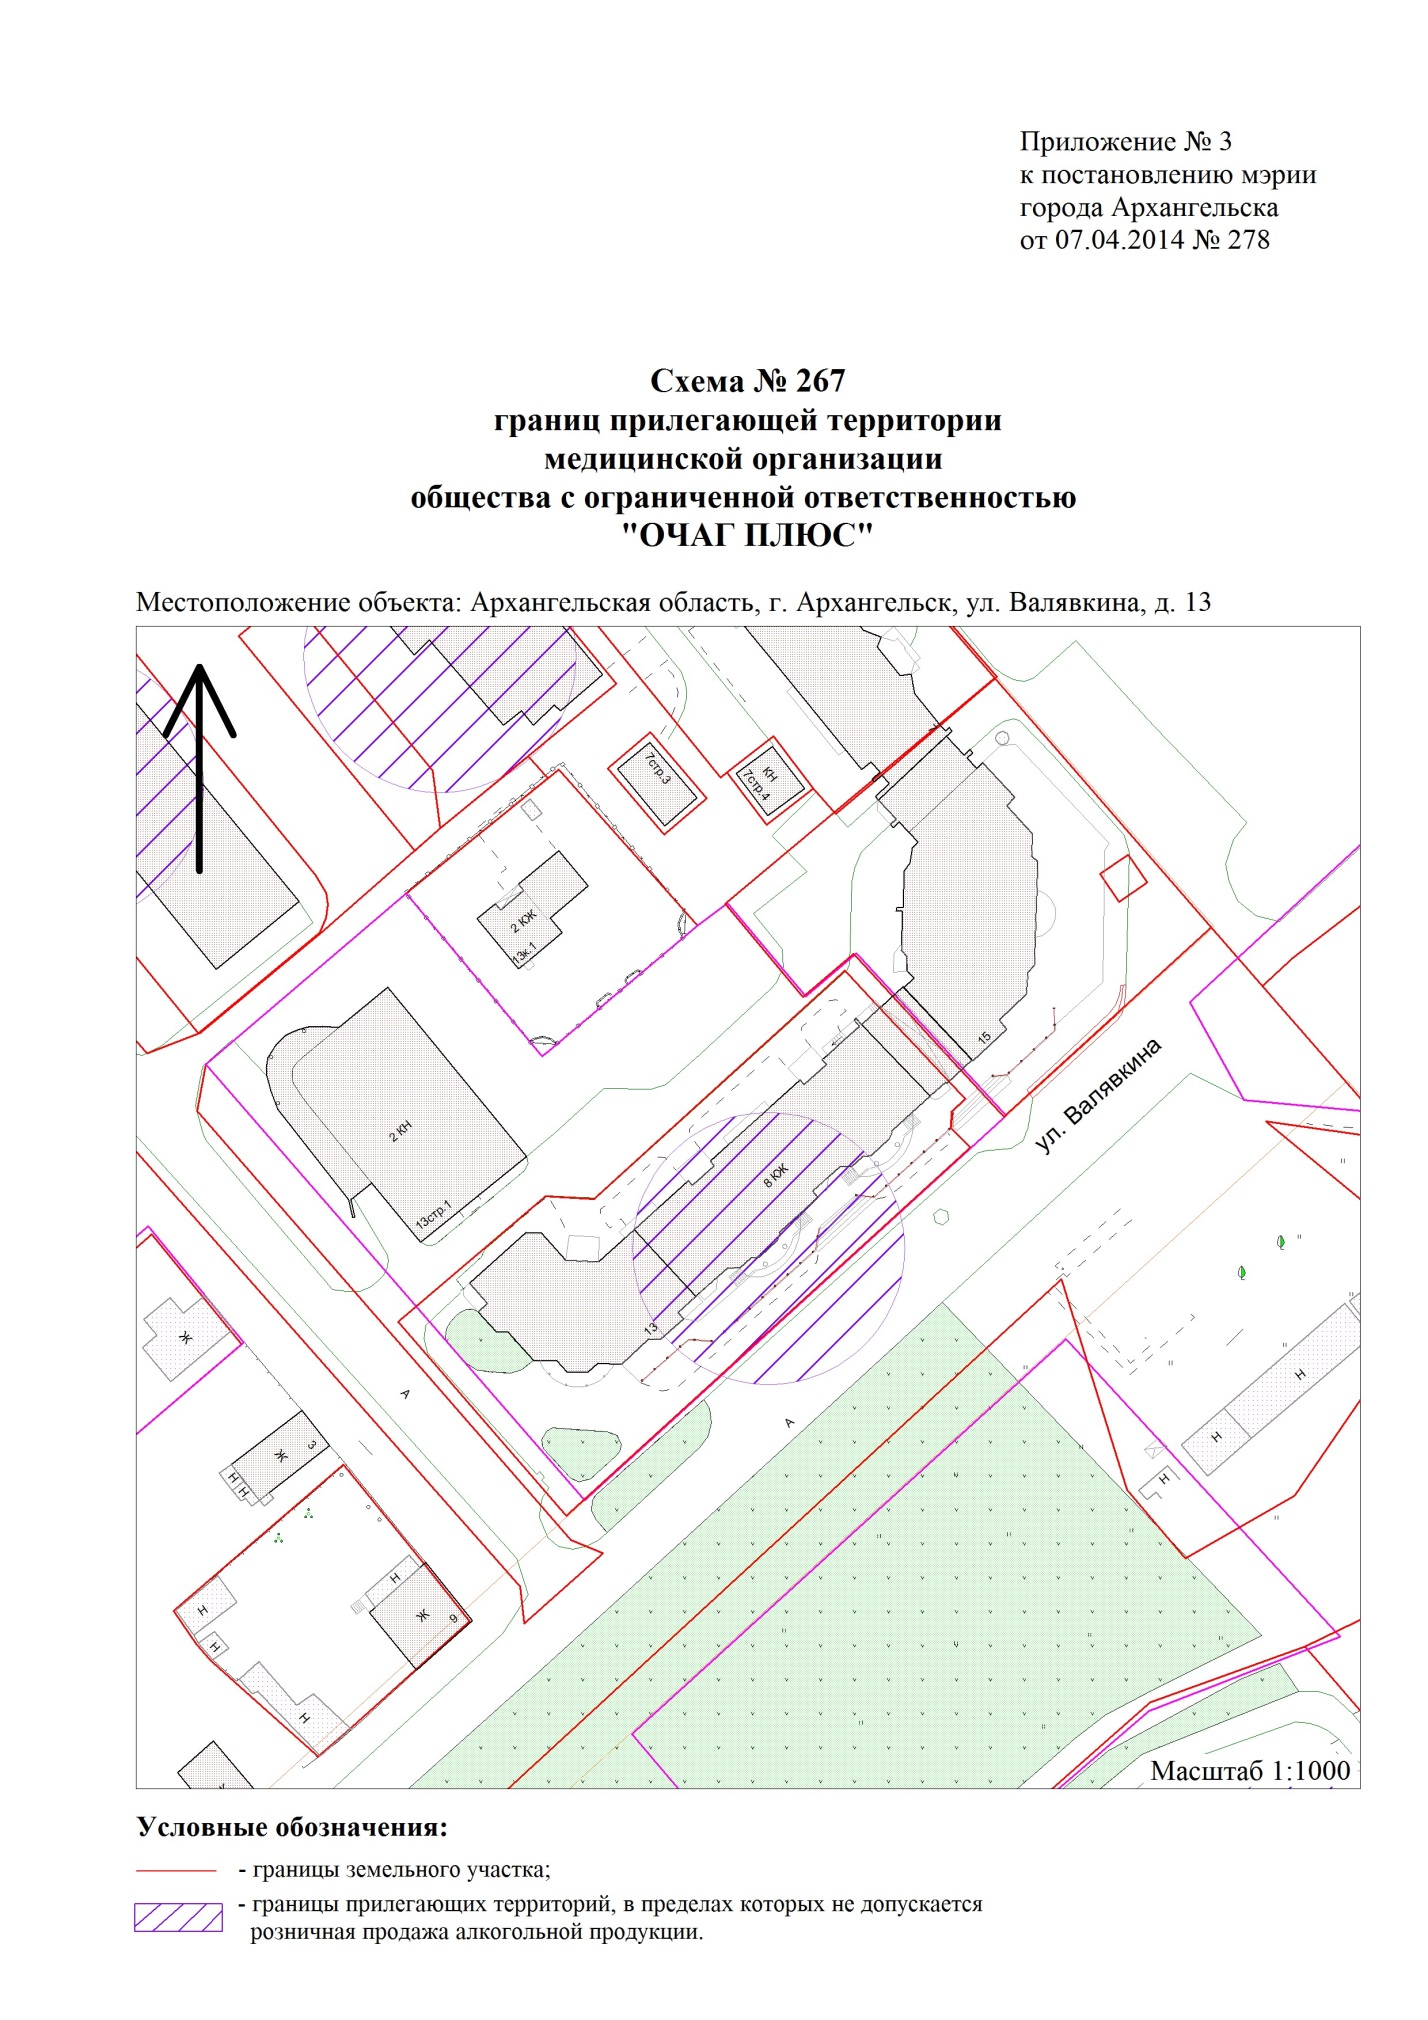 Приложение № 3
к постановлению мэрии
города Архангельска
от 07.04.2014 № 278
Схема № 267
границ прилегающей территории
медицинской организации
общества с ограниченной ответственностью
"ОЧАГ ПЛЮС"
Местоположение объекта: Архангельская область, г. Архангельск, ул. Валявкина, д. 13
7стр.3
КН
7стр.4
2 КЖ
13к.1
15
ул. Валявкина
2 КН
13стр.1
8 КЖ
13
Ж
А
А
Н
Н
Н
3
Ж
Н
Н
Н
Н
Н
Ж
9
Н
Масштаб 1:1000
Условные обозначения:
- границы земельного участка;
- границы прилегающих территорий, в пределах которых не допускается
розничная продажа алкогольной продукции.